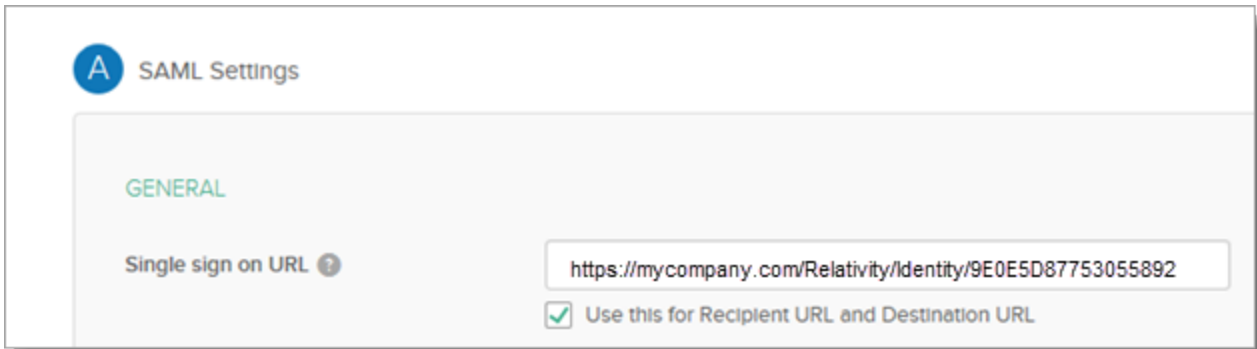 A SAML Settings
GENERAL
Single sign on URL ? https://mycompany.com/Relativity/Identity/9E0E5D87753055892
Use this for Recipient URL and Destination URL